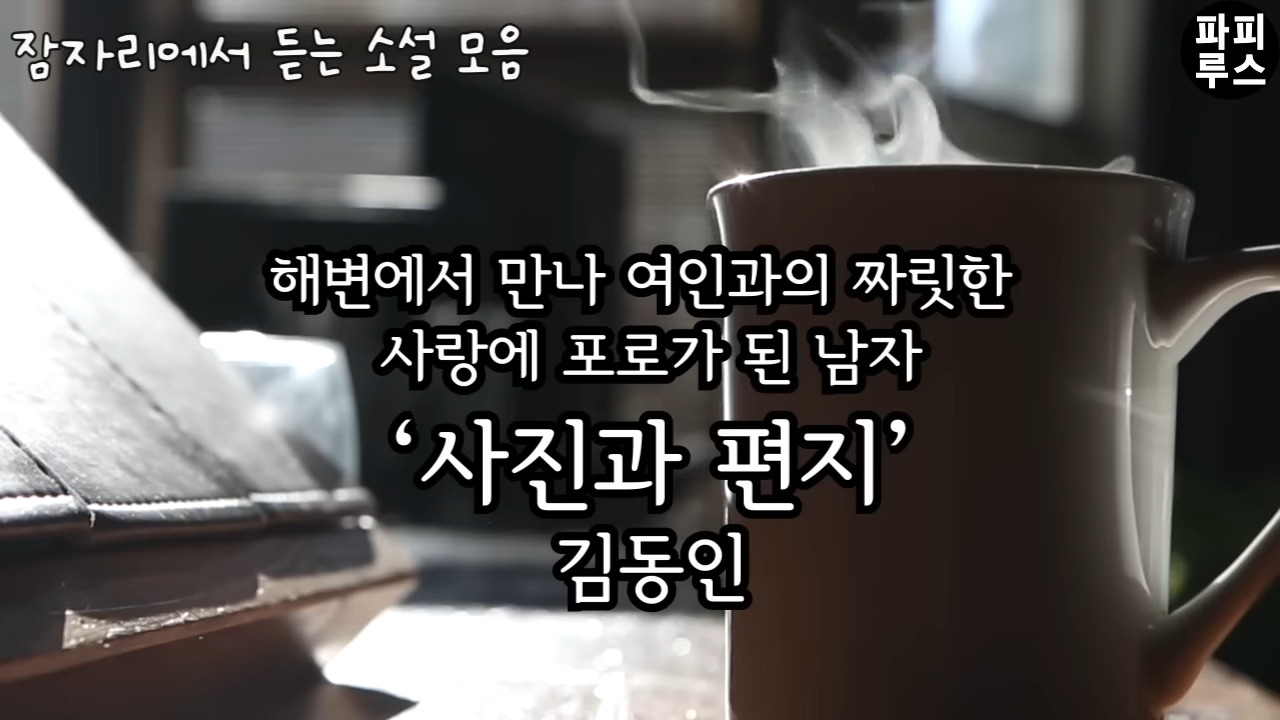 잠자리에서 듣는 소설 모음
파피
루스
해변에서 만나 여인과의 짜릿한
사랑에 포로가 된 남자
‘사진과 편지’
김동인